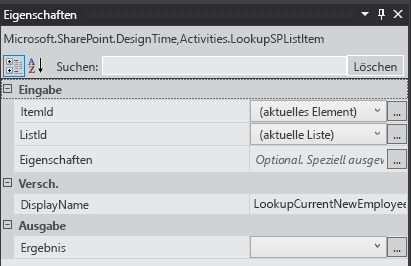 Eigenschaften
Microsoft.SharePoint.DesignTime,Activities.LookupSPListItem
Suchen: Löschen
Eingabe
ItemId (aktuelles Element) ...
ListId (aktuelle Liste) ...
Eigenschaften Optional. Speziell ausgew ...
Versch.
DisplayName LookupCurrentNewEmployee
Ausgabe
Ergebnis ...